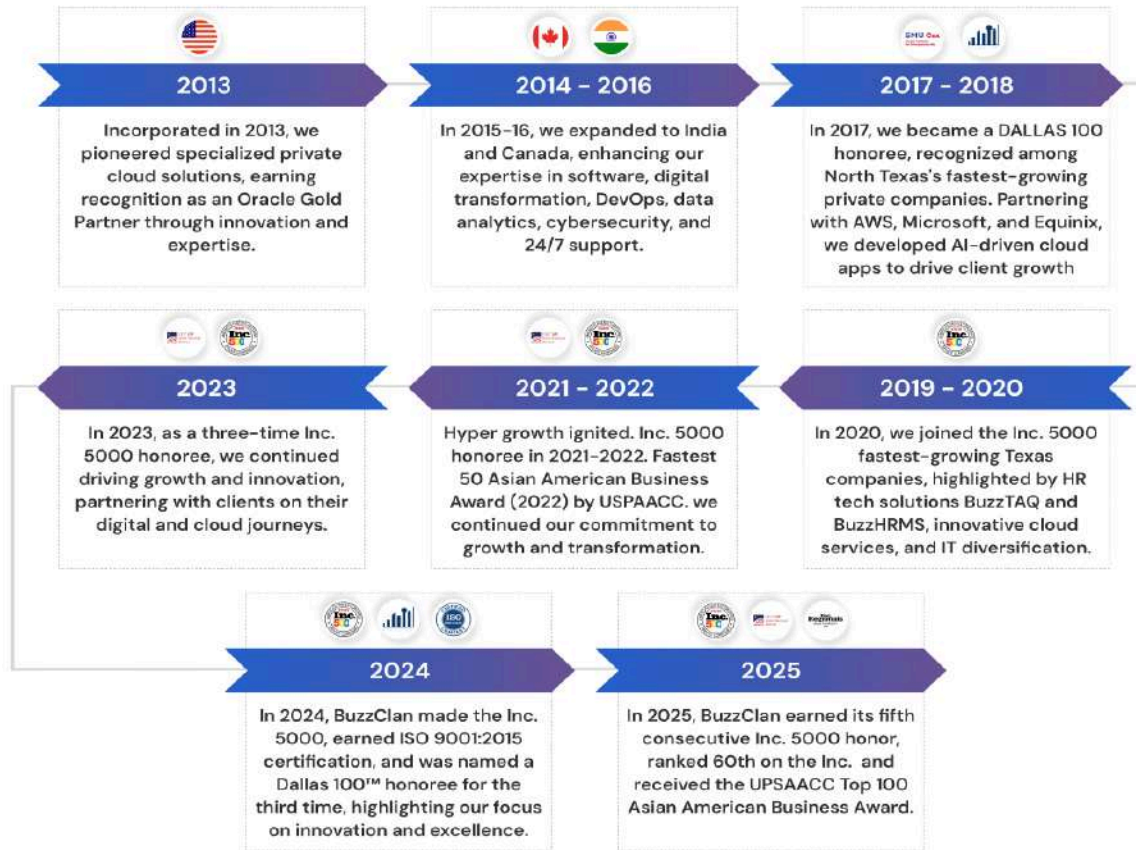 2013
Incorporated in 2013, we
pioneered specialized private
cloud solutions, earning
recognition as an Oracle Gold
Partner through innovation and
expertise.
2014 – 2016
In 2015-16, we expanded to India
and Canada, enhancing our
expertise in software, digital
transformation, DevOps, data
analytics, cybersecurity, and
24/7 support.
2017 – 2018
In 2017, we became a DALLAS 100
honoree, recognized among
North Texas's fastest-growing
private companies. Partnering
with AWS, Microsoft, and Equinix,
we developed AI-driven cloud
apps to drive client growth
Inc.
2019 – 2020
In 2020, we joined the Inc. 5000
fastest-growing Texas
companies, highlighted by HR
tech solutions BuzzTAQ and
BuzzHRMS, innovative cloud
services, and IT diversification.
Inc.
2021 – 2022
Hyper growth ignited. Inc. 5000
honoree in 2021-2022. Fastest
50 Asian American Business
Award (2022) by USPAACC. we
continued our commitment to
growth and transformation.
Inc.
2023
In 2023, as a three-time Inc.
5000 honoree, we continued
driving growth and innovation,
partnering with clients on their
digital and cloud journeys.
Inc.
ISO
2024
In 2024, BuzzClan made the Inc.
5000, earned ISO 9001:2015
certification, and was named a
Dallas 100™ honoree for the
third time, highlighting our focus
on innovation and excellence.
Inc.
2025
In 2025, BuzzClan earned its fifth
consecutive Inc. 5000 honor,
ranked 60th on the Inc. and
received the UPSAACC Top 100
Asian American Business Award.